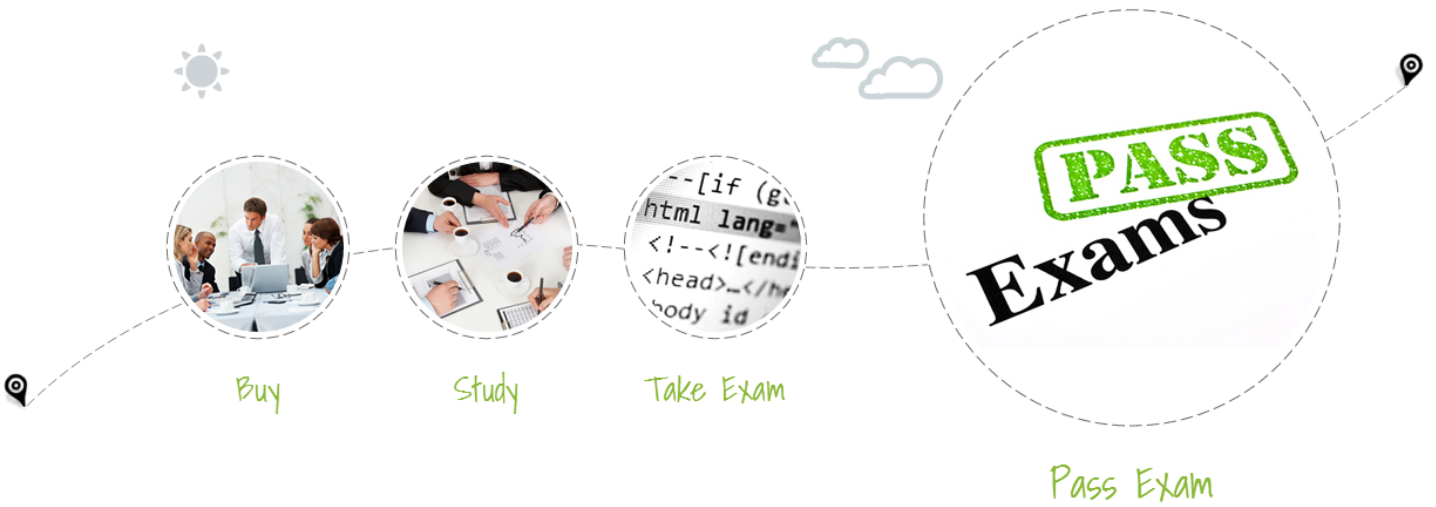 --[if (g
html lang="
<!--<![endi
<head>…</he
body id
PASS
Exams
Buy
Study
Take Exam
Pass Exam